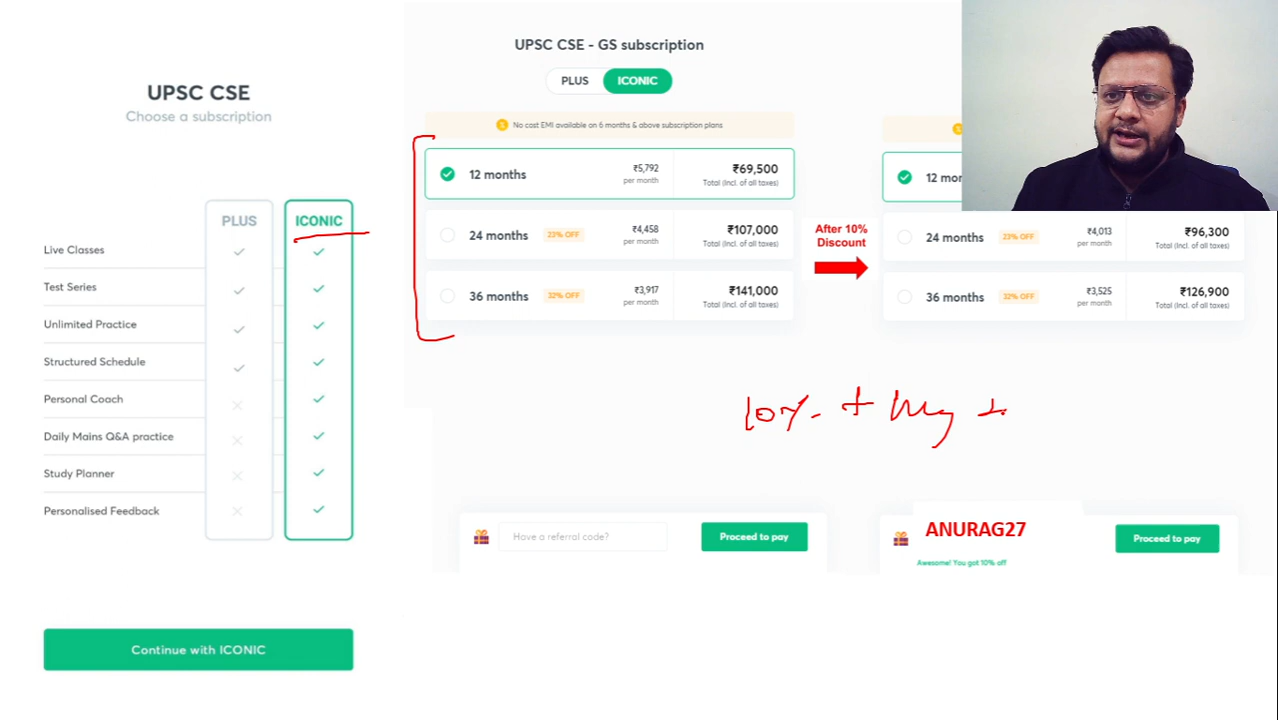 UPSC CSE
Choose a subscription
PLUS ICONIC
Live Classes
Test Series
Unlimited Practice
Structured Schedule
Personal Coach
Daily Mains Q&A practice
Study Planner
Personalised Feedback
Continue with ICONIC
UPSC CSE - GS subscription
PLUS ICONIC
No cost EMI available on 6 months & above subscription plans
12 months ₹5,792 per month ₹69,500 Total (Incl. of all taxes)
24 months 23% OFF ₹4,458 per month ₹107,000 Total (Incl. of all taxes)
36 months 32% OFF ₹3,917 per month ₹141,000 Total (Incl. of all taxes)
After 10%
Discount
12 mon
24 months 23% OFF ₹4,013 per month ₹96,300 Total (Incl. of all taxes)
36 months 32% OFF ₹3,525 per month ₹126,900 Total (Incl. of all taxes)
10% +
Have a referral code? Proceed to pay
ANURAG27 Proceed to pay
Awesome! You got 10% off